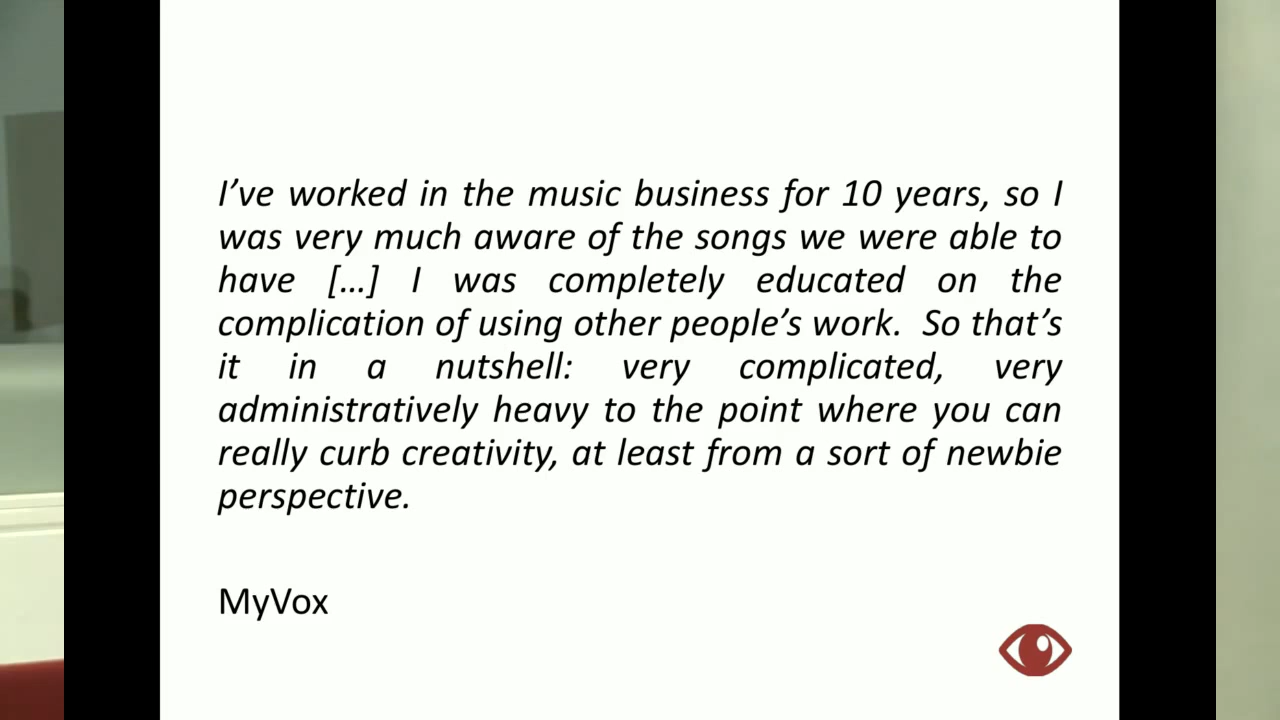 I’ve worked in the music business for 10 years, so I
was very much aware of the songs we were able to
have [...] I was completely educated on the
complication of using other people’s work.  So that’s
it in a nutshell: very complicated, very
administratively heavy to the point where you can
really curb creativity, at least from a sort of newbie
perspective.
MyVox